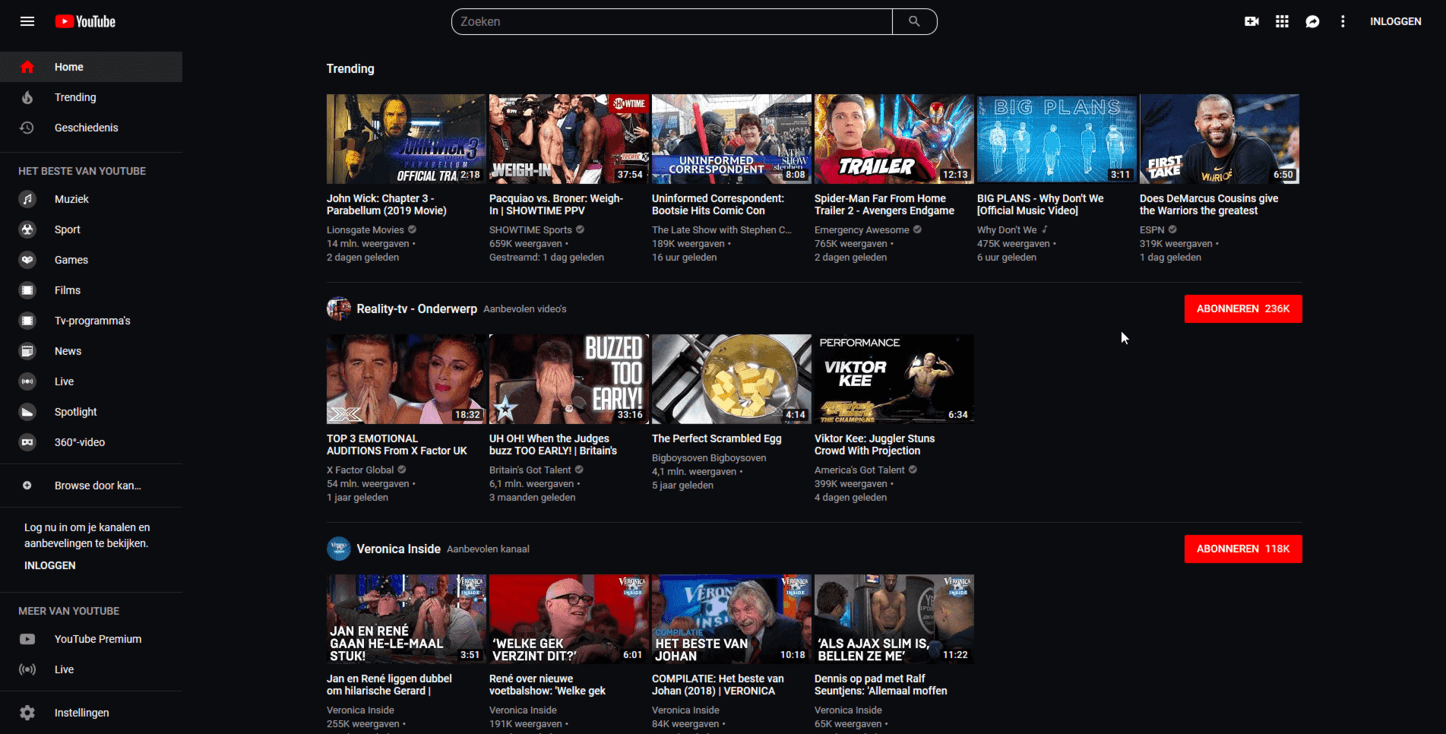 YouTube
Zoeken
INLOGGEN
Home
Trending
Geschiedenis
HET BESTE VAN YOUTUBE
Muziek
Sport
Games
Films
Tv-programma's
News
Live
Spotlight
360°-video
Browse door kan...
Log nu in om je kanalen en
aanbevelingen te bekijken.
INLOGGEN
MEER VAN YOUTUBE
YouTube Premium
Live
Instellingen
Trending
JOHN WICK 3
PARABELLUM
OFFICIAL TRA
2:18
John Wick: Chapter 3 -
Parabellum (2019 Movie)
Lionsgate Movies
14 mln. weergaven •
2 dagen geleden
SHOWTIME
WEIGH-IN
37:54
Pacquiao vs. Broner: Weigh-
In | SHOWTIME PPV
SHOWTIME Sports
659K weergaven •
Gestreamd: 1 dag geleden
UNINFORMED
CORRESPONDENT
8:08
Uninformed Correspondent:
Bootsie Hits Comic Con
The Late Show with Stephen C...
189K weergaven •
16 uur geleden
TRAILER
12:13
Spider-Man Far From Home
Trailer 2 - Avengers Endgame
Emergency Awesome
765K weergaven •
2 dagen geleden
BIG PLANS
3:11
BIG PLANS - Why Don't We
[Official Music Video]
Why Don't We
475K weergaven •
6 uur geleden
FIRST
TAKE
6:50
Does DeMarcus Cousins give
the Warriors the greatest
ESPN
319K weergaven •
1 dag geleden
Reality-tv - Onderwerp Aanbevolen video's
ABONNEREN 236K
18:32
TOP 3 EMOTIONAL
AUDITIONS From X Factor UK
X Factor Global
54 mln. weergaven •
1 jaar geleden
BUZZED
TOO
EARLY!
33:16
UH OH! When the Judges
buzz TOO EARLY! | Britain's
Britain's Got Talent
6,1 mln. weergaven •
3 maanden geleden
4:14
The Perfect Scrambled Egg
Bigboysoven Bigboysoven
4,1 mln. weergaven •
5 jaar geleden
PERFORMANCE
VIKTOR
KEE
THE CHAMPIONS
6:34
Viktor Kee: Juggler Stuns
Crowd With Projection
America's Got Talent
399K weergaven •
4 dagen geleden
Veronica Inside Aanbevolen kanaal
ABONNEREN 118K
VERONICA
INSIDE
JAN EN RENÉ
GAAN HE-LE-MAAL
STUK!
3:51
Jan en René liggen dubbel
om hilarische Gerard |
Veronica Inside
255K weergaven •
VERONICA
INSIDE
'WELKE GEK
VERZINT DIT?'
6:01
René over nieuwe
voetbalshow: 'Welke gek
Veronica Inside
191K weergaven •
VERONICA
INSIDE
COMPILATIE
HET BESTE VAN
JOHAN
10:18
COMPILATIE: Het beste van
Johan (2018) | VERONICA
Veronica Inside
84K weergaven •
VERONICA
INSIDE
'ALS AJAX SLIM IS,
BELLEN ZE ME'
11:22
Dennis op pad met Ralf
Seuntjens: 'Allemaal moffen
Veronica Inside
65K weergaven •